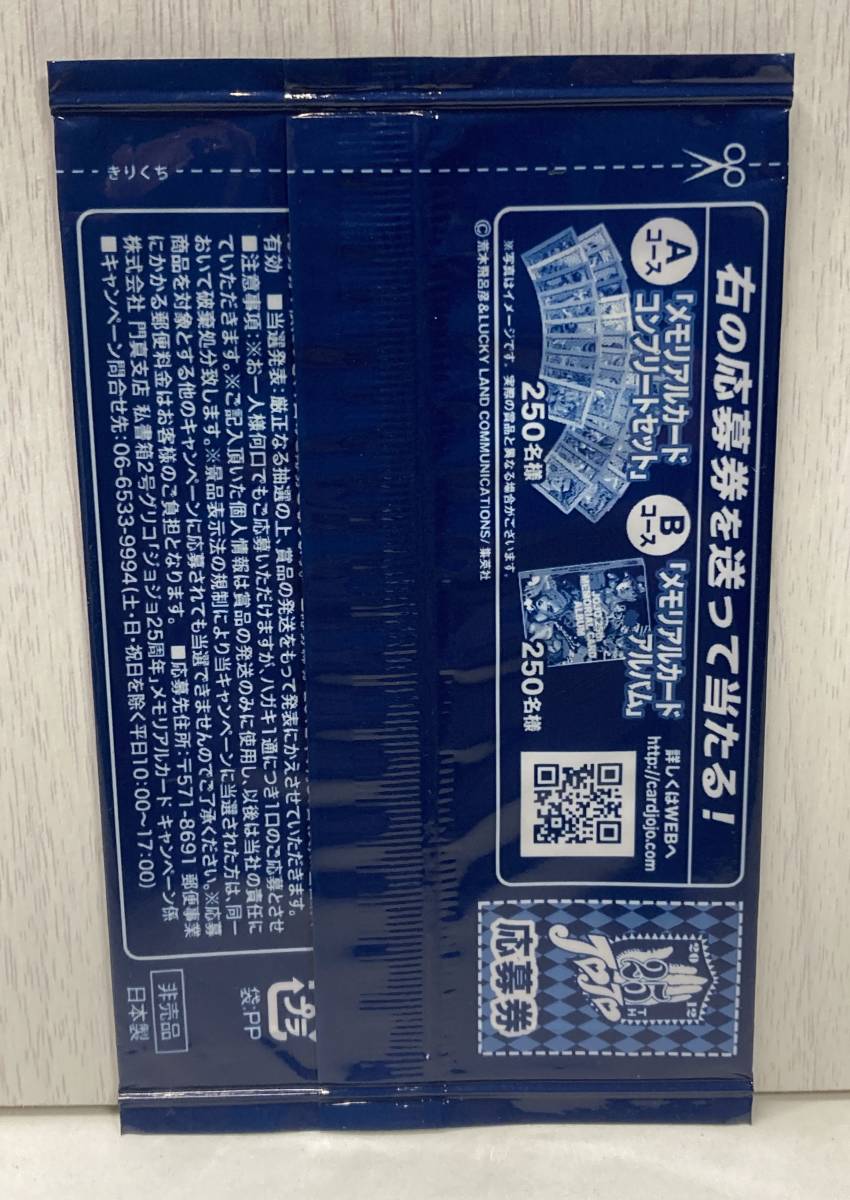 きりくち
右の応募券を送って当たる!
Aコース
「メモリアルカード
コンプリートセット」
250名様
Bコース
「メモリアルカード
アルバム」
250名様
詳しくはWEBへ
http://cardjojo.com
※写真はイメージです。実際の賞品と異なる場合がございます。
©荒木飛呂彦&LUCKY LAND COMMUNICATIONS/集英社
2012
JOJO
25TH
応募券
有効 ■当選発表:厳正なる抽選の上、賞品の発送をもって発表にかえさせていただきます。
■注意事項:※お一人様何口でもご応募いただけますが、ハガキ1通につき1口のご応募とさせ
ていただきます。※ご記入頂いた個人情報は賞品の発送のみに使用し、以後は当社の責任に
おいて破棄処分致します。※景品表示法の規制により当キャンペーンに当選された方は、同一
商品を対象とする他のキャンペーンに応募されても当選できませんのでご了承ください。※応募
にかかる郵便料金はお客様のご負担となります。 ■応募先住所:〒571-8691 郵便事業
株式会社 門真支店 私書箱2号グリコ「ジョジョ25周年」メモリアルカード キャンペーン係
■キャンペーン問合せ先:06-6533-9994(土・日・祝日を除く平日10:00~17:00)
プラ
袋:PP
非売品
日本製